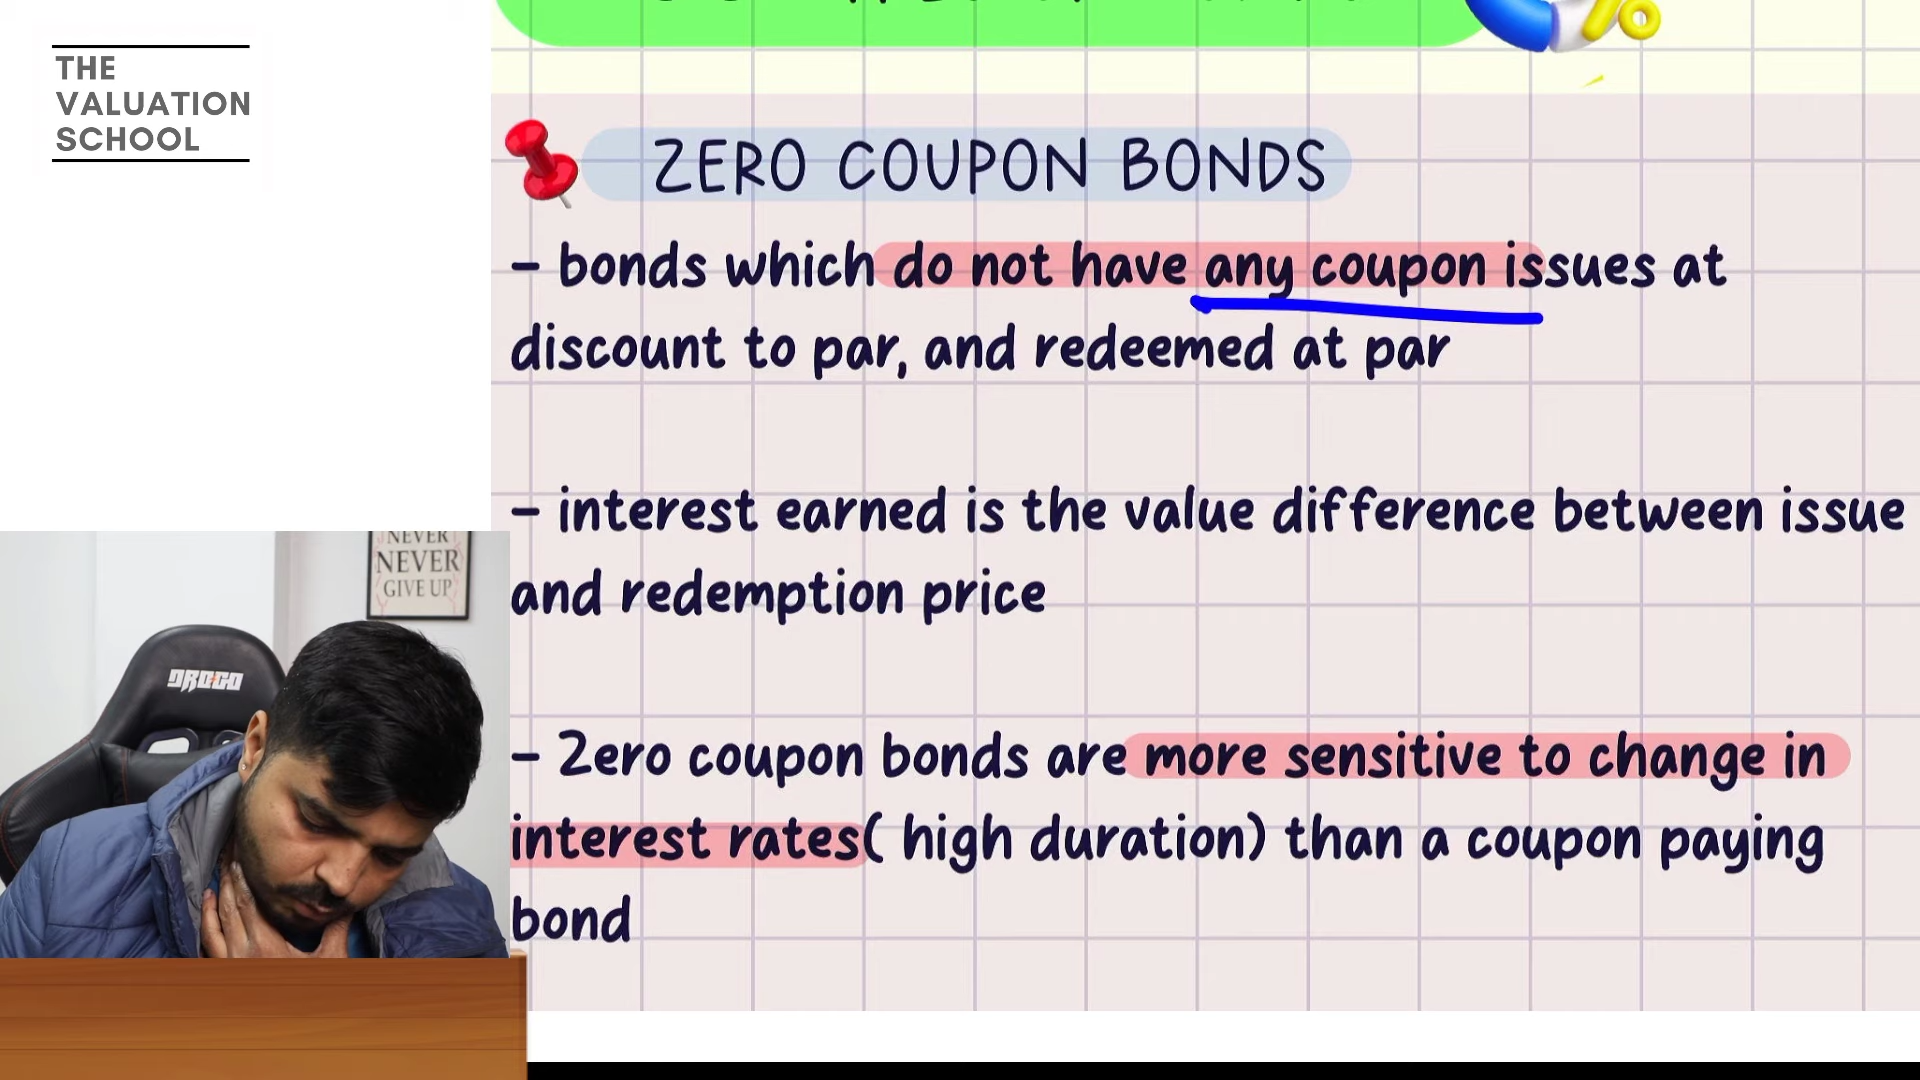 THE
VALUATION
SCHOOL
ZERO COUPON BONDS
- bonds which do not have any coupon issues at
discount to par, and redeemed at par
- interest earned is the value difference between issue
and redemption price
- Zero coupon bonds are more sensitive to change in
interest rates( high duration) than a coupon paying
bond
NEVER
NEVER
GIVE UP
DROGO